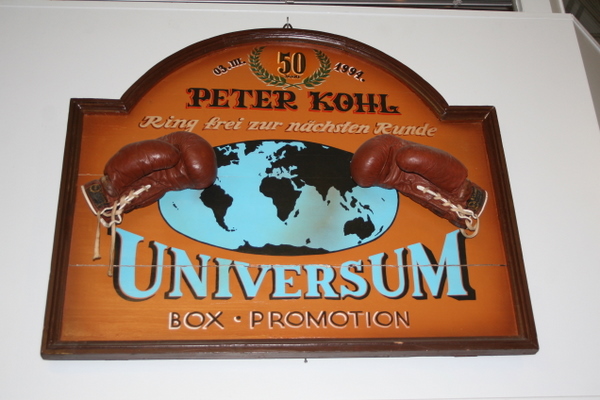 03. III. 50 1994.
PETER KOHL
Ring frei zur nächsten Runde
UNIVERSUM
BOX · PROMOTION